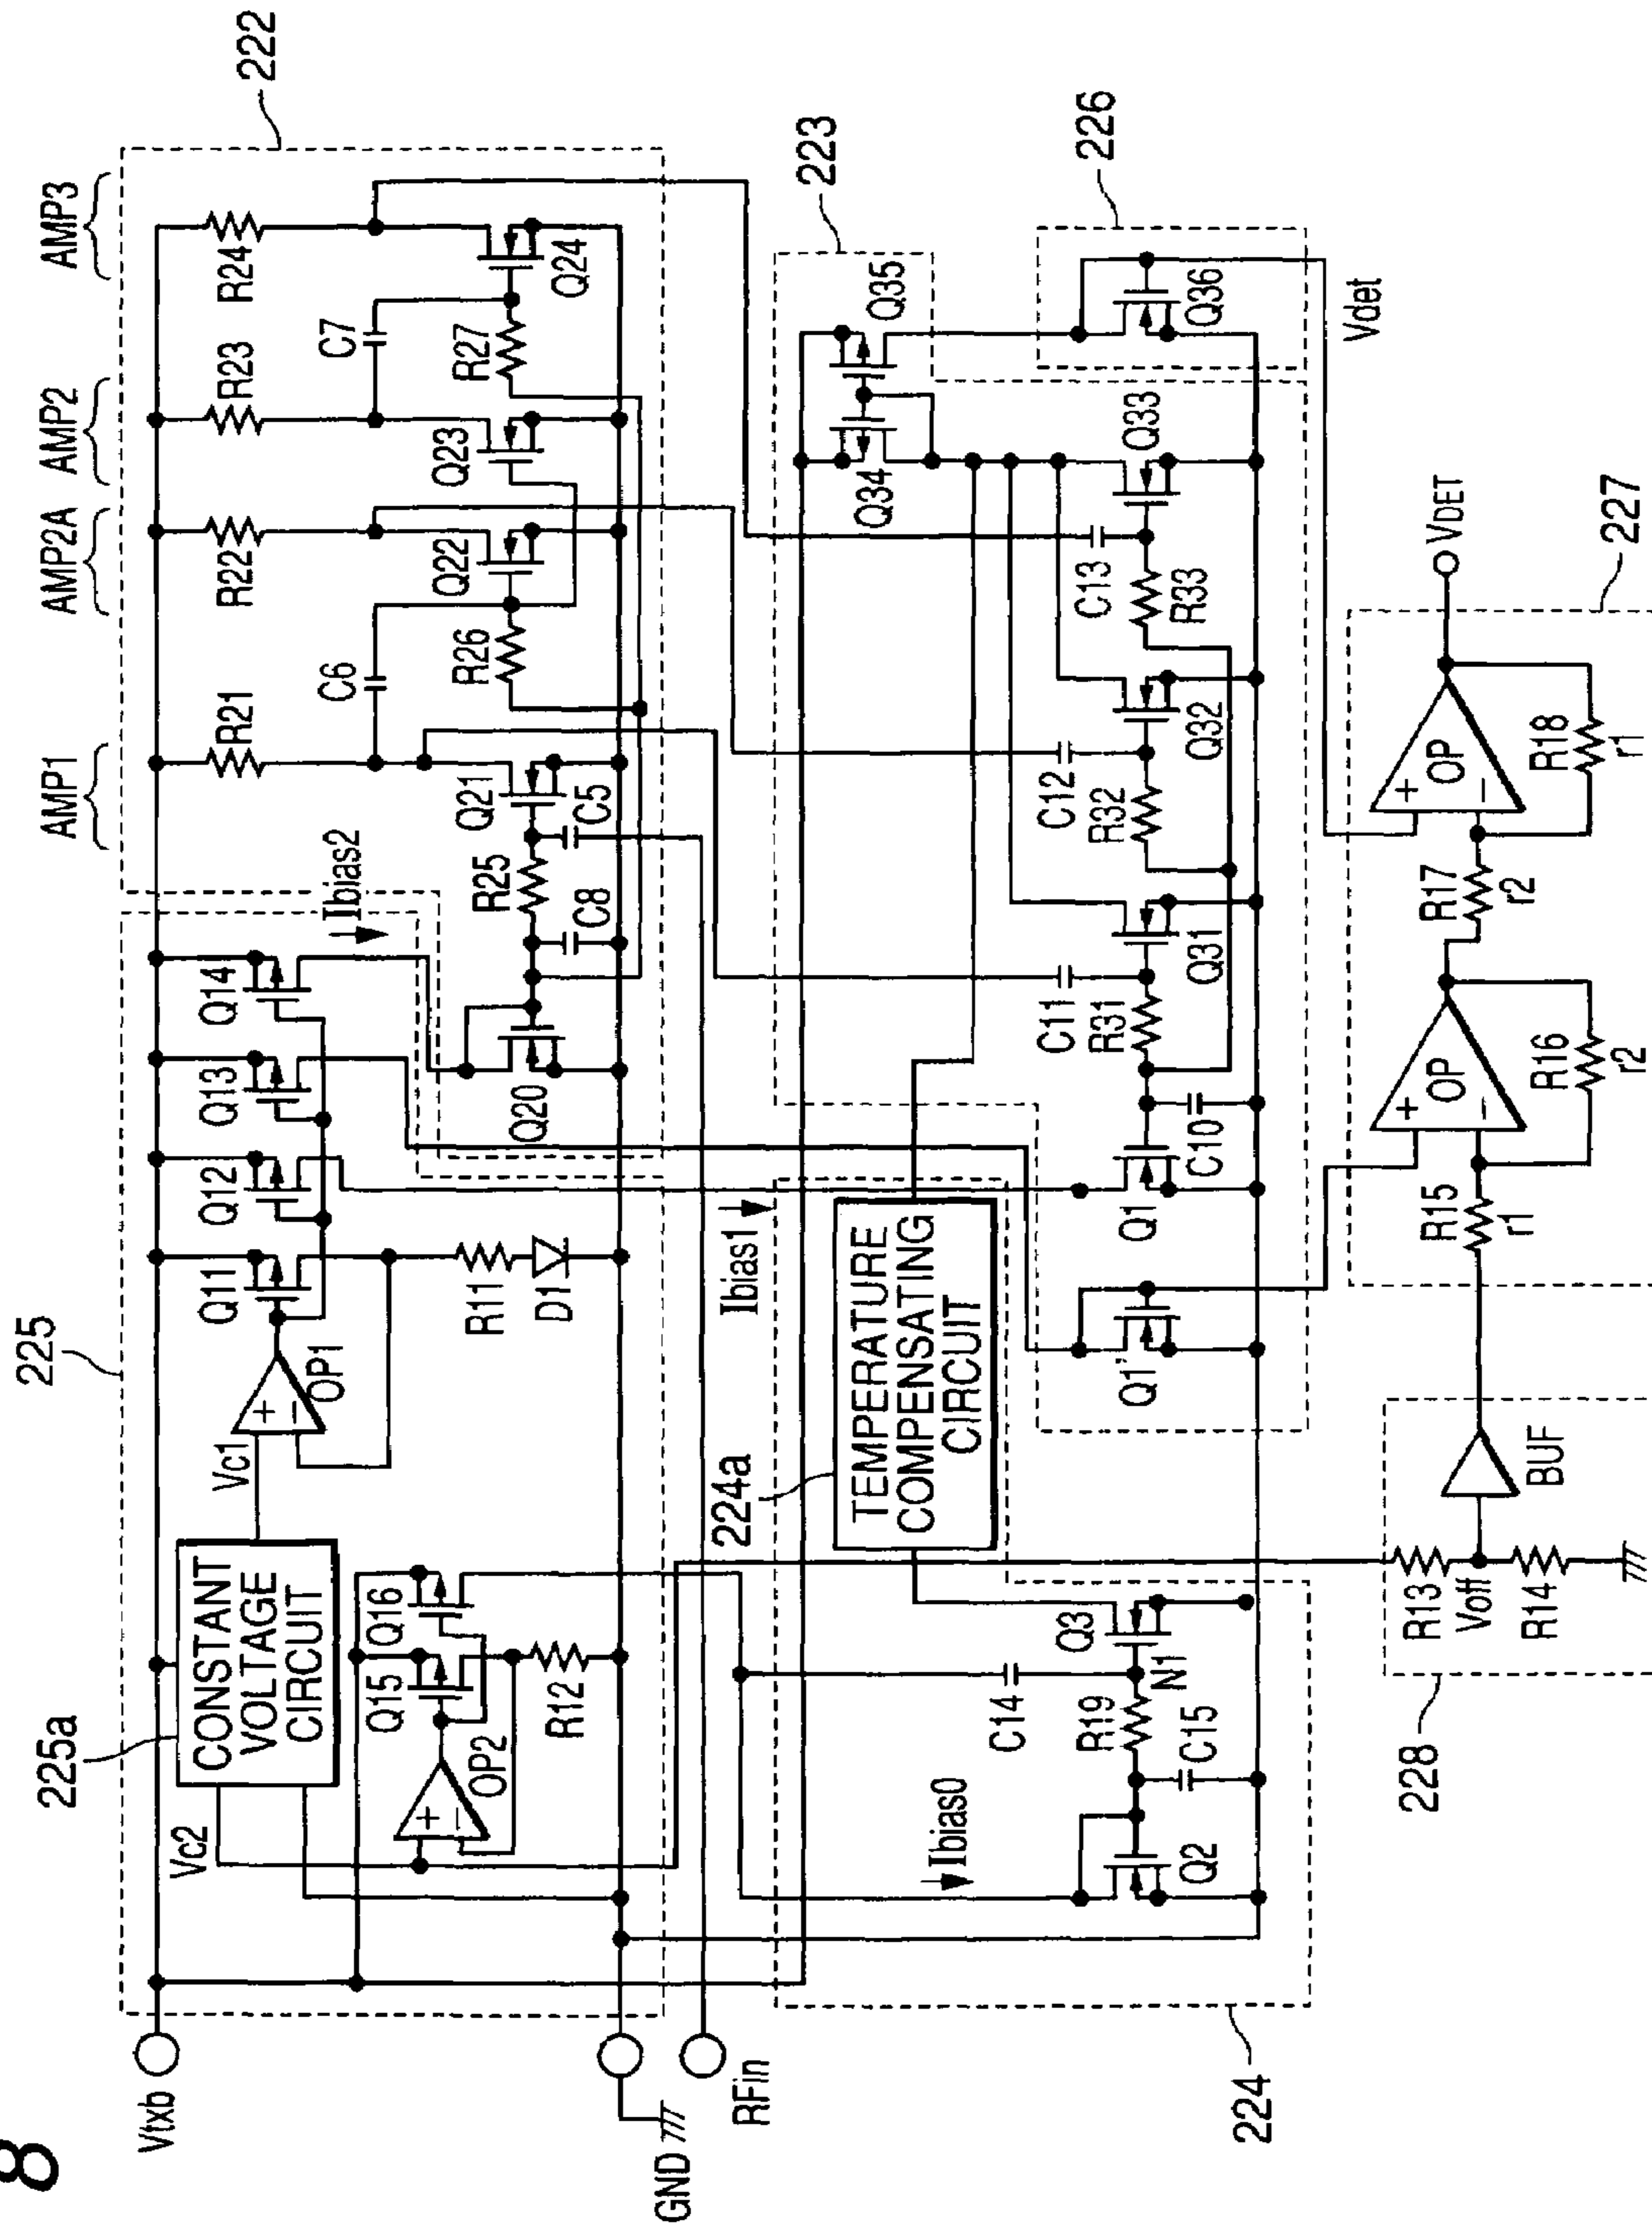 8
225
225a
222
AMP1
AMP2A
AMP2
AMP3
Vtxb
CONSTANT
VOLTAGE
CIRCUIT
Vc1
Vc2
OP1
+
−
Q11
Q12
Q13
Q14
Ibias2
R11
D1
Q15
Q16
OP2
+
−
R12
Q20
R25
C8
Q21
C5
R21
C6
R26
Q22
R22
Q23
R23
C7
R27
Q24
R24
GND
RFin
Ibias1
223
224a
TEMPERATURE
COMPENSATING
CIRCUIT
Q34
Q35
226
Q36
Vdet
C14
Ibias0
Q2
R19
C15
N1
Q3
Q1'
Q1
C10
C11
R31
Q31
C12
R32
Q32
C13
R33
Q33
224
228
R13
Voff
R14
BUF
R15
r1
OP
+
−
R16
r2
R17
r2
OP
+
−
R18
r1
VDET
227